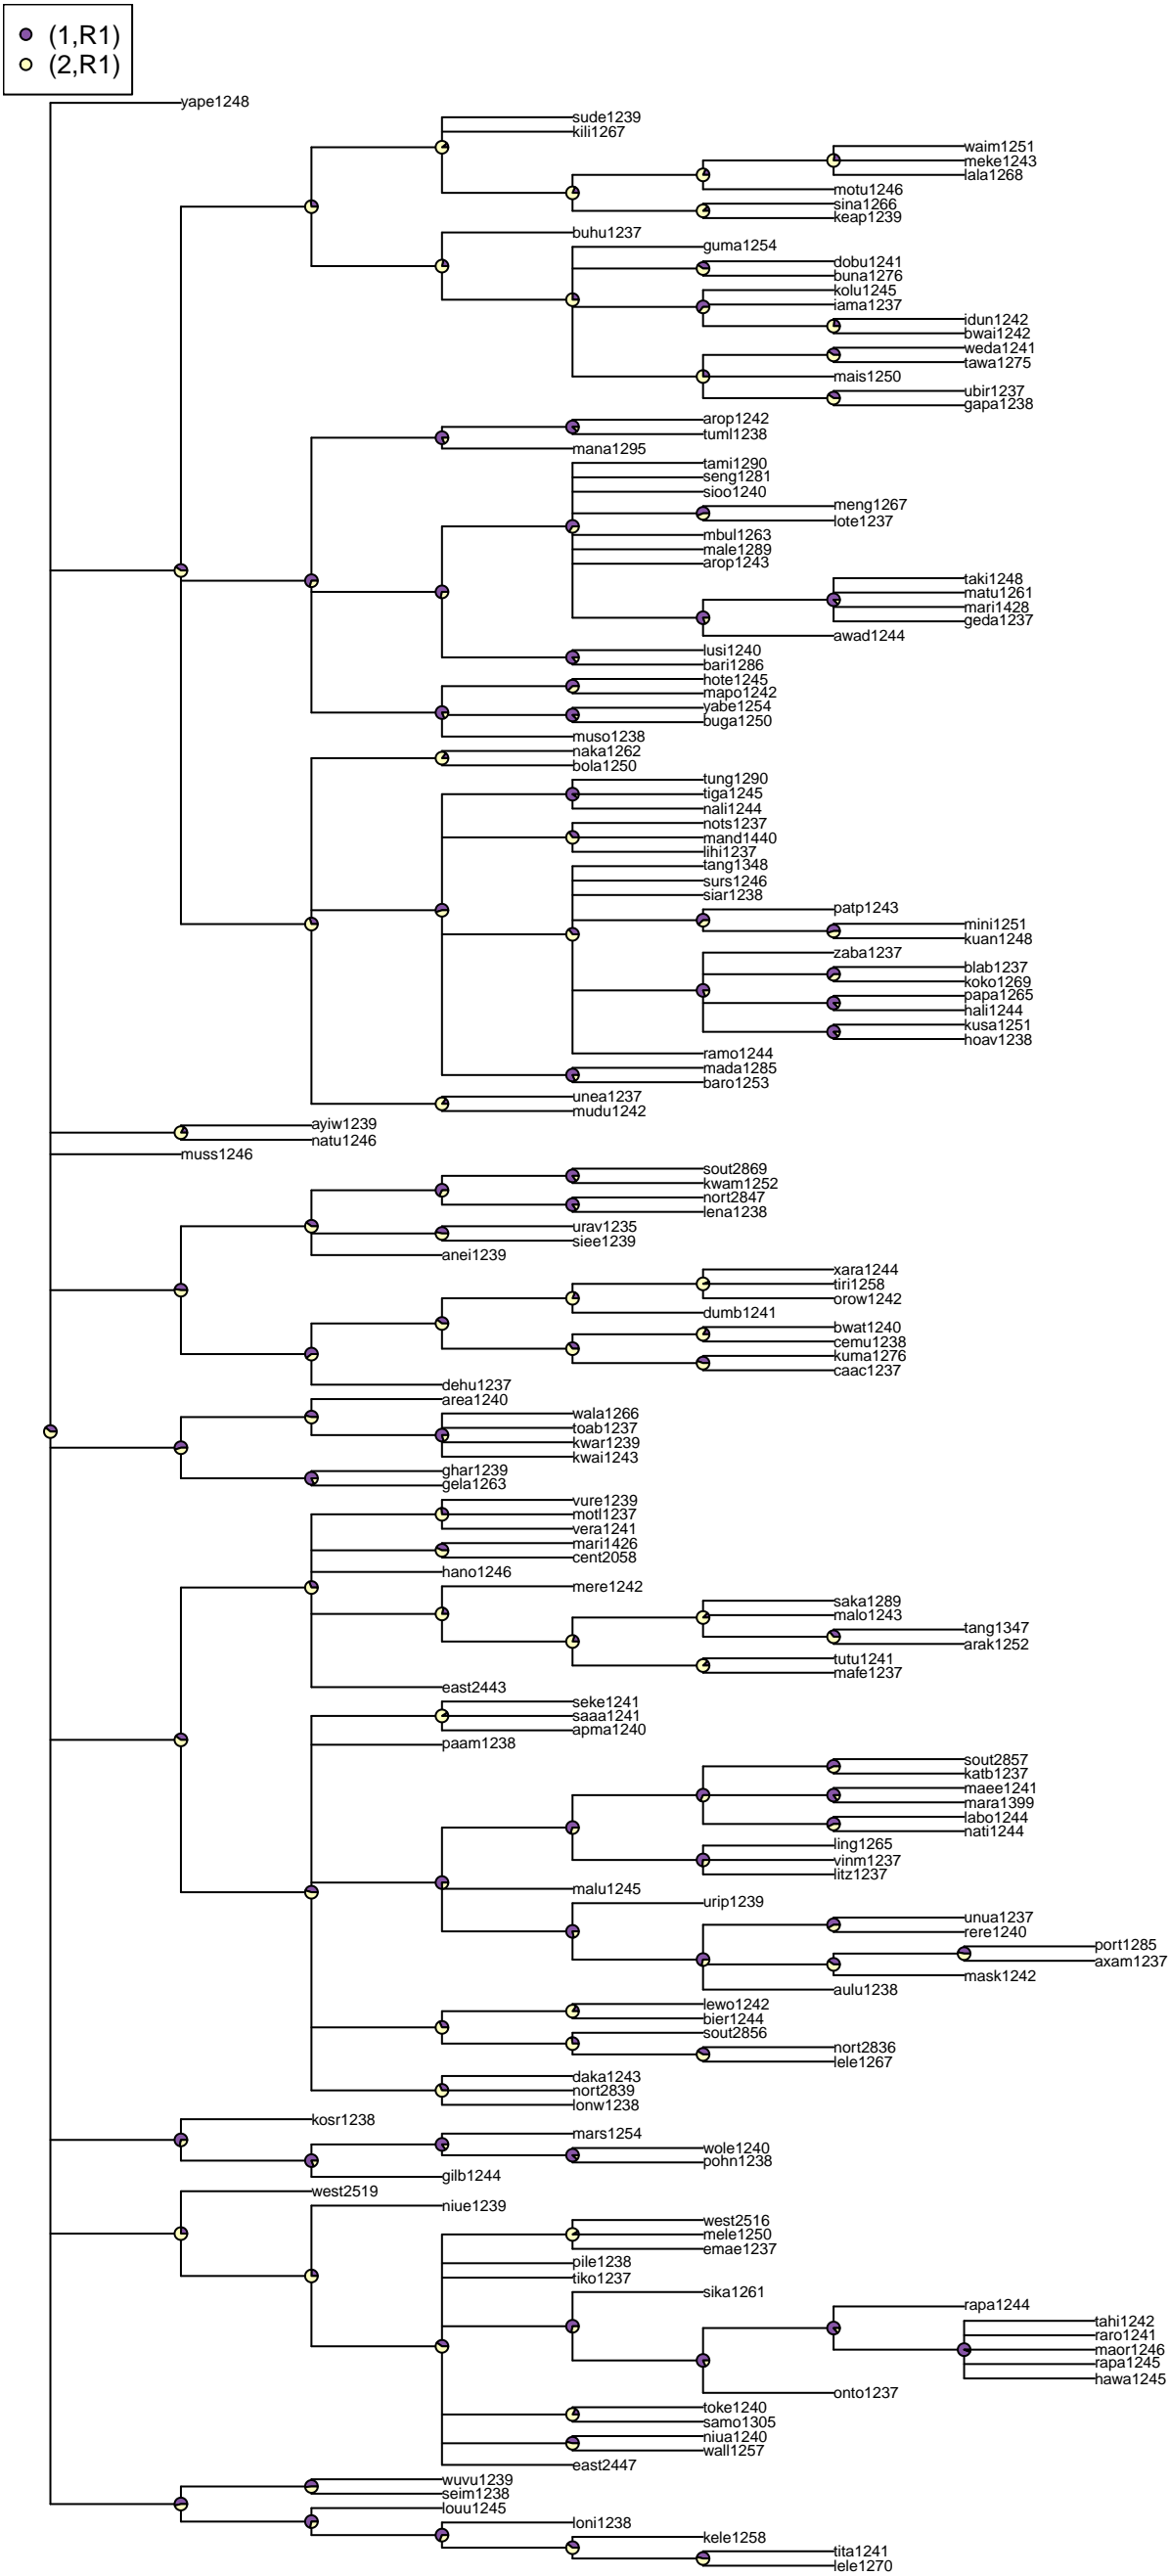 (1,R1)
(2,R1)
yape1248
sude1239
kili1267
waim1251
meke1243
lala1268
motu1246
sina1266
keap1239
buhu1237
guma1254
dobu1241
buna1276
kolu1245
iama1237
idun1242
bwai1242
weda1241
tawa1275
mais1250
ubir1237
gapa1238
arop1242
tuml1238
mana1295
tami1290
seng1281
sioo1240
meng1267
lote1237
mbul1263
male1289
arop1243
taki1248
matu1261
mari1428
geda1237
awad1244
lusi1240
bari1286
hote1245
mapo1242
yabe1254
buga1250
muso1238
naka1262
bola1250
tung1290
tiga1245
nali1244
nots1237
mand1440
lihi1237
tang1348
surs1246
siar1238
patp1243
mini1251
kuan1248
zaba1237
blab1237
koko1269
papa1265
hali1244
kusa1251
hoav1238
ramo1244
mada1285
baro1253
unea1237
mudu1242
ayiw1239
natu1246
muss1246
sout2869
kwam1252
nort2847
lena1238
urav1235
siee1239
anei1239
xara1244
tiri1258
orow1242
dumb1241
bwat1240
cemu1238
kuma1276
caac1237
dehu1237
area1240
wala1266
toab1237
kwar1239
kwai1243
ghar1239
gela1263
vure1239
motl1237
vera1241
mari1426
cent2058
hano1246
mere1242
saka1289
malo1243
tang1347
arak1252
tutu1241
mafe1237
east2443
seke1241
saaa1241
apma1240
paam1238
sout2857
katb1237
maee1241
mara1399
labo1244
nati1244
ling1265
vinm1237
litz1237
malu1245
urip1239
unua1237
rere1240
port1285
axam1237
mask1242
aulu1238
lewo1242
bier1244
sout2856
nort2836
lele1267
daka1243
nort2839
lonw1238
kosr1238
mars1254
wole1240
pohn1238
gilb1244
west2519
niue1239
west2516
mele1250
emae1237
pile1238
tiko1237
sika1261
rapa1244
tahi1242
raro1241
maor1246
rapa1245
hawa1245
onto1237
toke1240
samo1305
niua1240
wall1257
east2447
wuvu1239
seim1238
louu1245
loni1238
kele1258
tita1241
lele1270